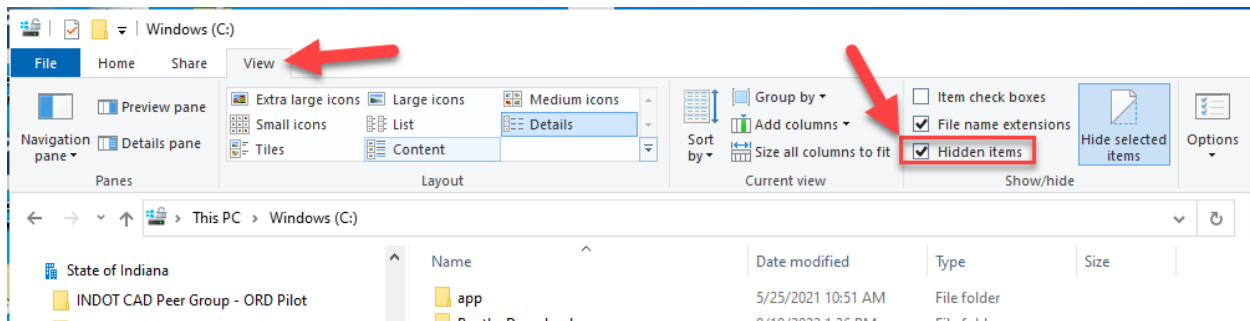 Windows (C:)
File Home Share View
Preview pane Extra large icons Large icons Medium icons Group by Item check boxes
Small icons List Details Add columns File name extensions
Navigation pane Details pane Tiles Content Sort by Size all columns to fit Hidden items Hide selected items Options
Panes Layout Current view Show/hide
This PC > Windows (C:)
State of Indiana Name Date modified Type Size
INDOT CAD Peer Group - ORD Pilot app 5/25/2021 10:51 AM File folder